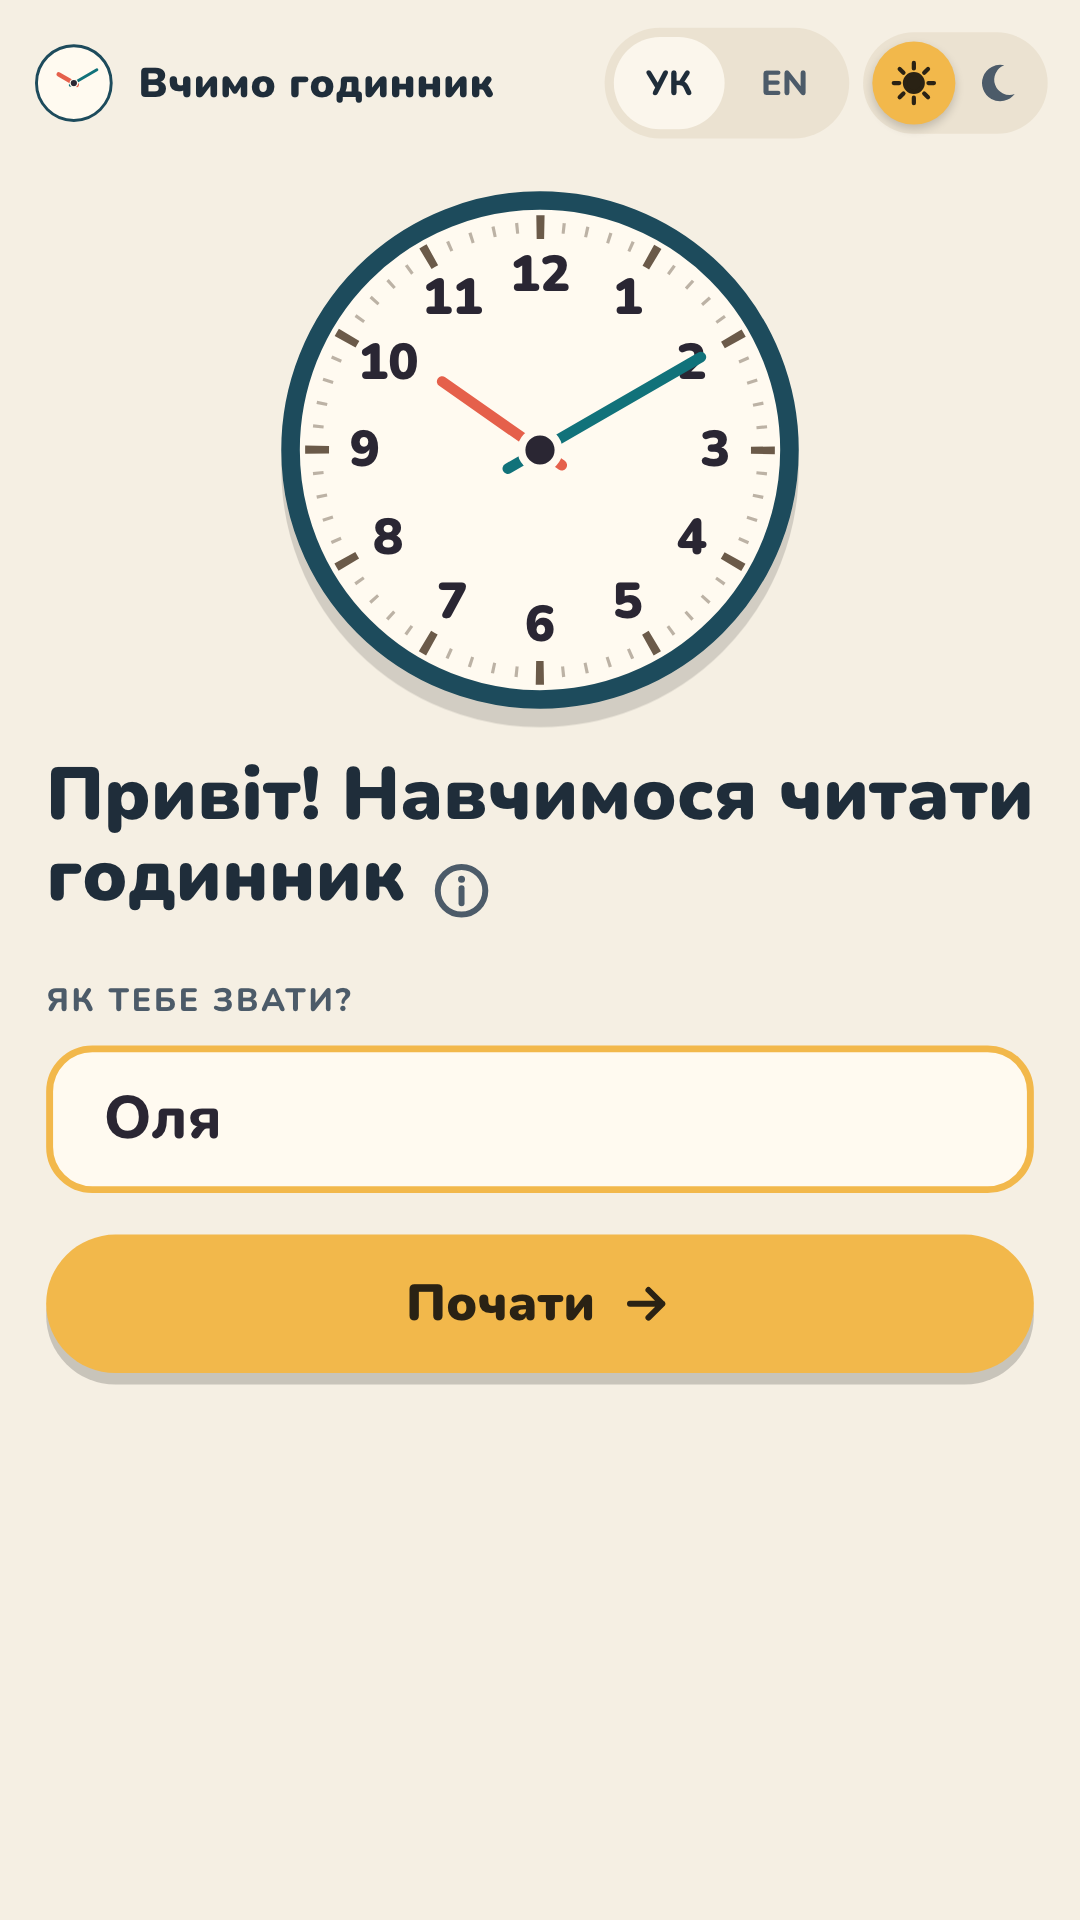 Вчимо годинник
УК EN
12
11 1
10 2
9 3
8 4
7 5
6
Привіт! Навчимося читати
годинник
ЯК ТЕБЕ ЗВАТИ?
Оля
Почати →